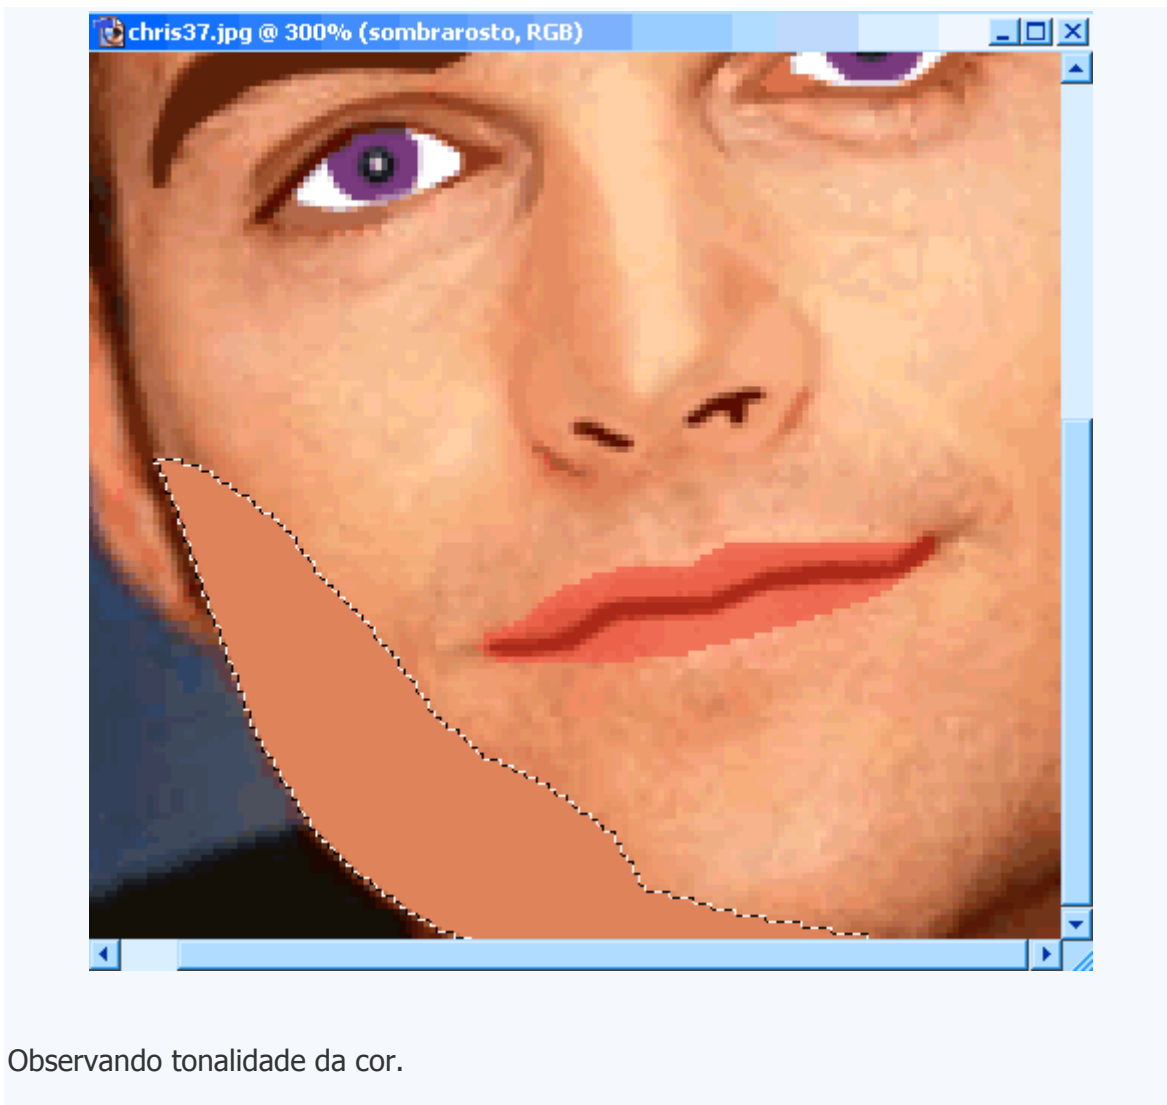 chris37.jpg @ 300% (sombrarosto, RGB)
Observando tonalidade da cor.